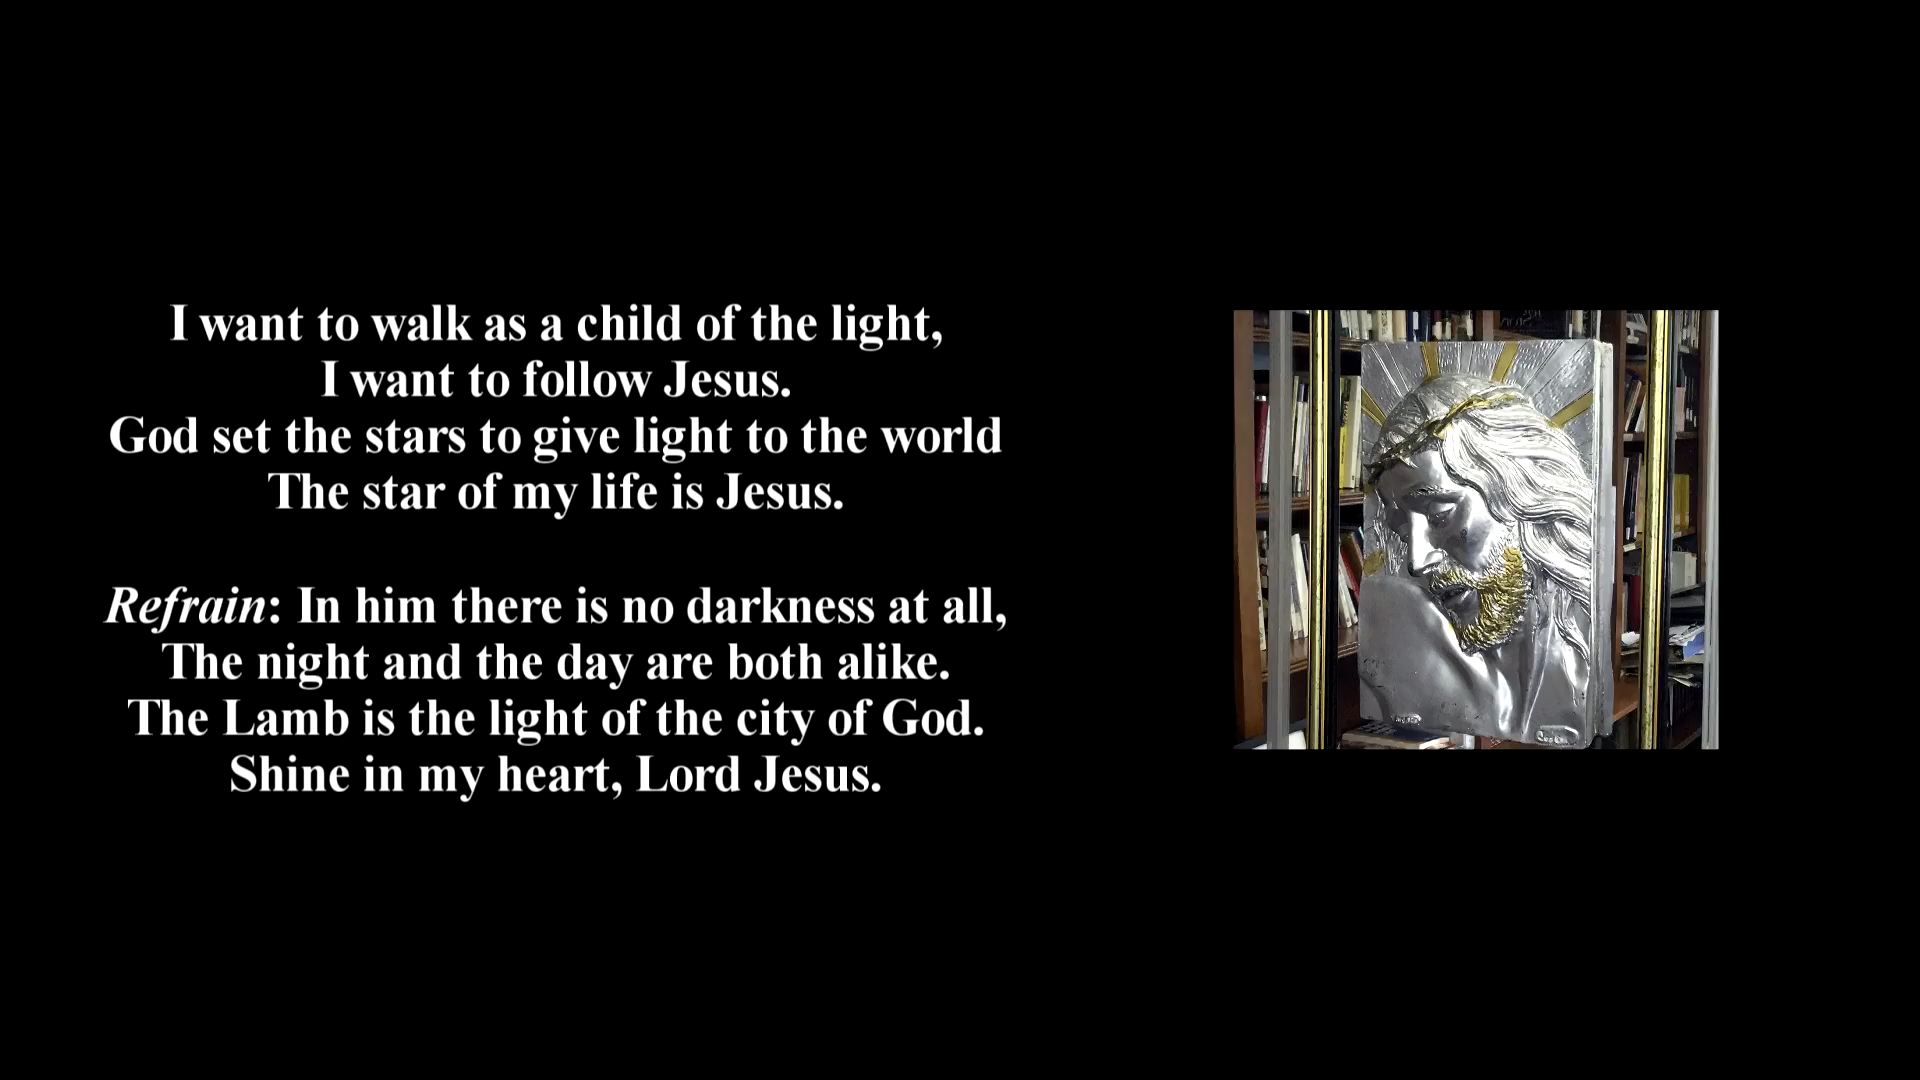 I want to walk as a child of the light,
I want to follow Jesus.
God set the stars to give light to the world
The star of my life is Jesus.
Refrain: In him there is no darkness at all,
The night and the day are both alike.
The Lamb is the light of the city of God.
Shine in my heart, Lord Jesus.